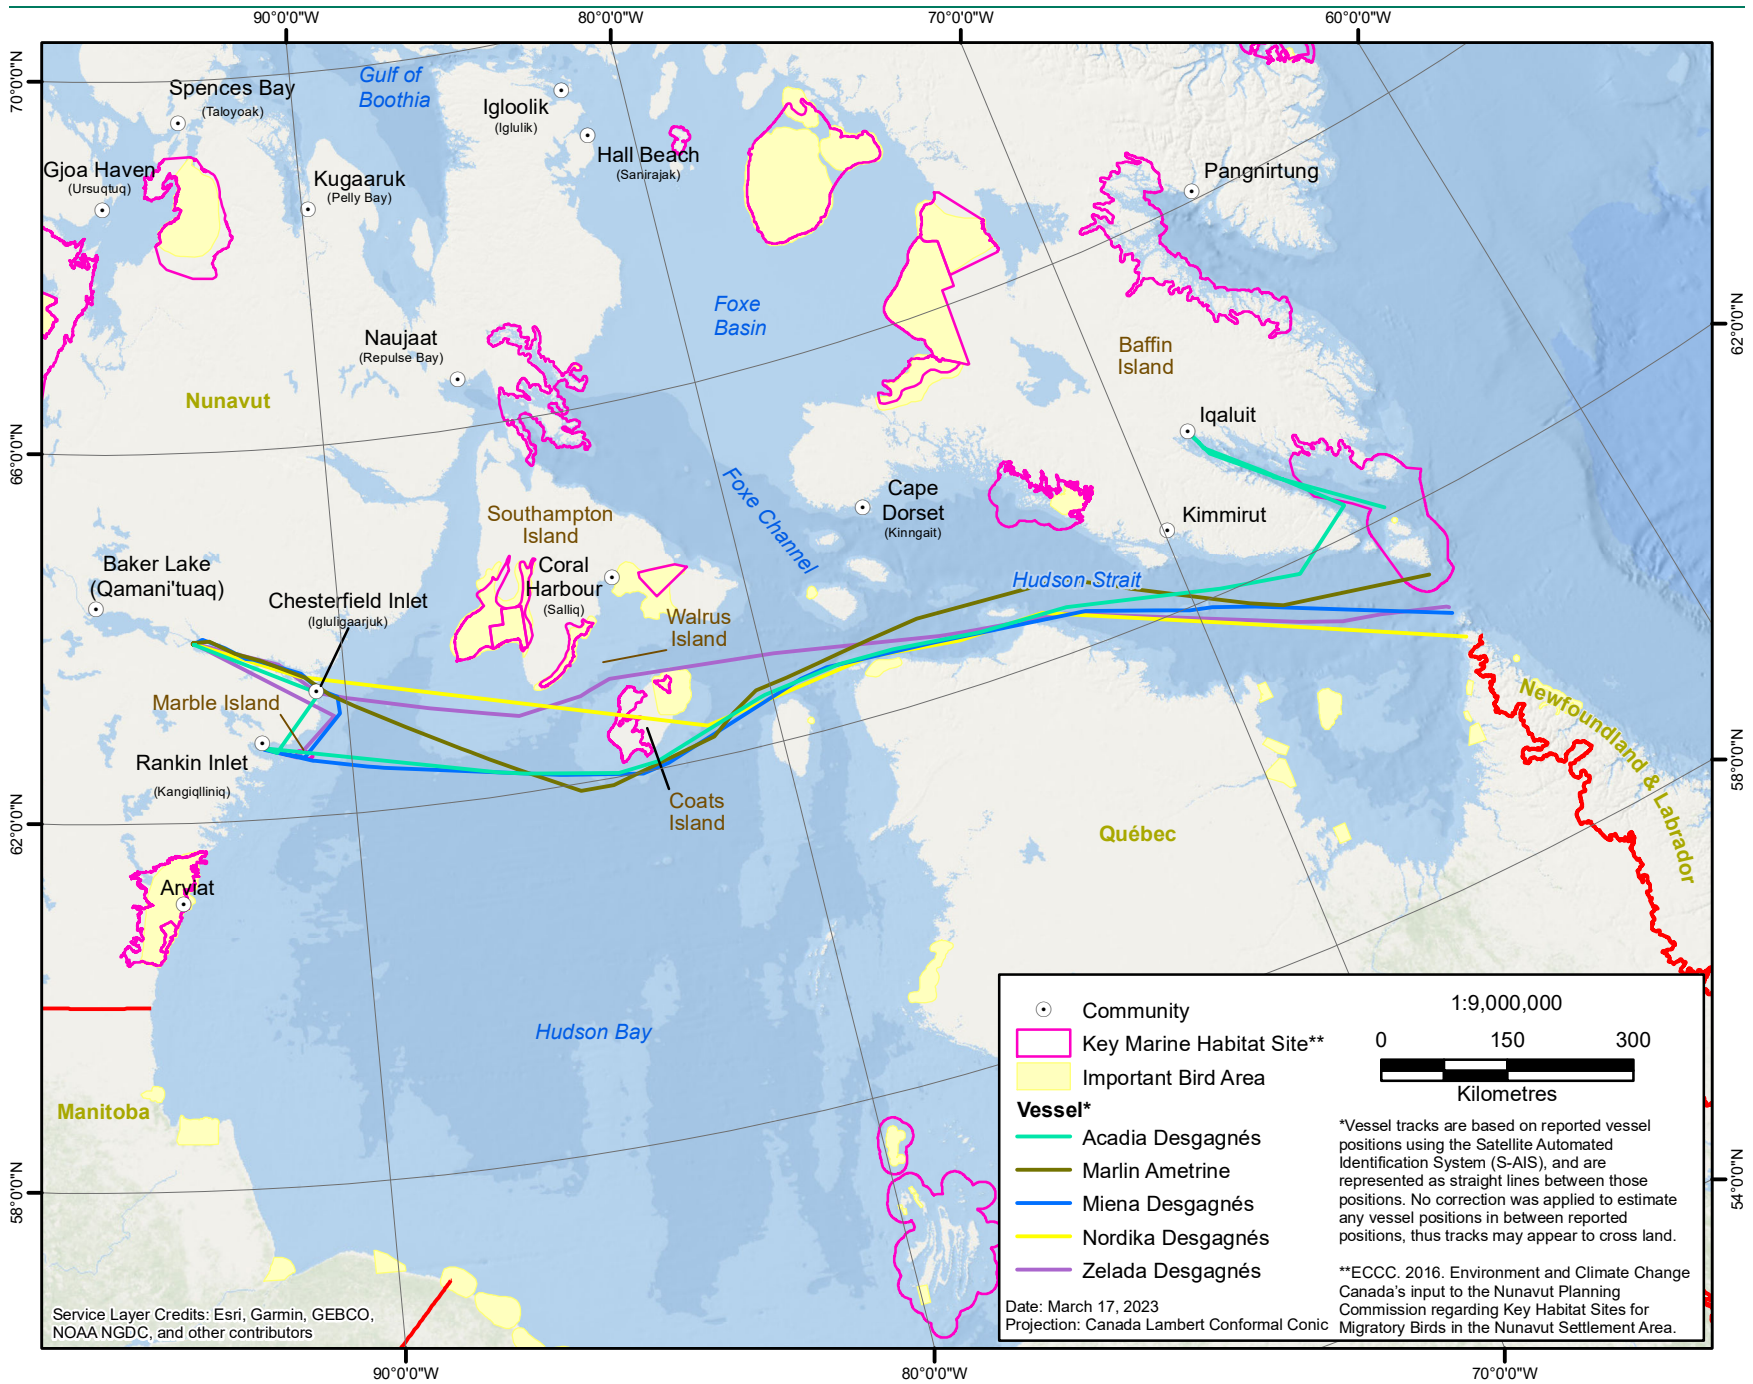 90°0'0"W
80°0'0"W
70°0'0"W
60°0'0"W
70°0'0"N
66°0'0"N
62°0'0"N
58°0'0"N
62°0'0"N
58°0'0"N
54°0'0"N
90°0'0"W
80°0'0"W
70°0'0"W
Gulf of
Boothia
Spences Bay
(Taloyoak)
Igloolik
(Iglulik)
Hall Beach
(Sanirajak)
Gjoa Haven
(Ursuqtuq)
Kugaaruk
(Pelly Bay)
Pangnirtung
Foxe
Basin
Naujaat
(Repulse Bay)
Baffin
Island
Nunavut
Iqaluit
Foxe Channel
Cape
Dorset
(Kinngait)
Kimmirut
Southampton
Island
Coral
Harbour
(Salliq)
Baker Lake
(Qamani'tuaq)
Hudson Strait
Chesterfield Inlet
(Igluligaarjuk)
Walrus
Island
Marble Island
Newfoundland & Labrador
Rankin Inlet
(Kangiqlliniq)
Coats
Island
Québec
Arviat
Hudson Bay
Manitoba
Service Layer Credits: Esri, Garmin, GEBCO,
NOAA NGDC, and other contributors
Community
Key Marine Habitat Site**
Important Bird Area
Vessel*
Acadia Desgagnés
Marlin Ametrine
Miena Desgagnés
Nordika Desgagnés
Zelada Desgagnés
Date: March 17, 2023
Projection: Canada Lambert Conformal Conic
1:9,000,000
0 150 300
Kilometres
*Vessel tracks are based on reported vessel
positions using the Satellite Automated
Identification System (S-AIS), and are
represented as straight lines between those
positions. No correction was applied to estimate
any vessel positions in between reported
positions, thus tracks may appear to cross land.
**ECCC. 2016. Environment and Climate Change
Canada's input to the Nunavut Planning
Commission regarding Key Habitat Sites for
Migratory Birds in the Nunavut Settlement Area.